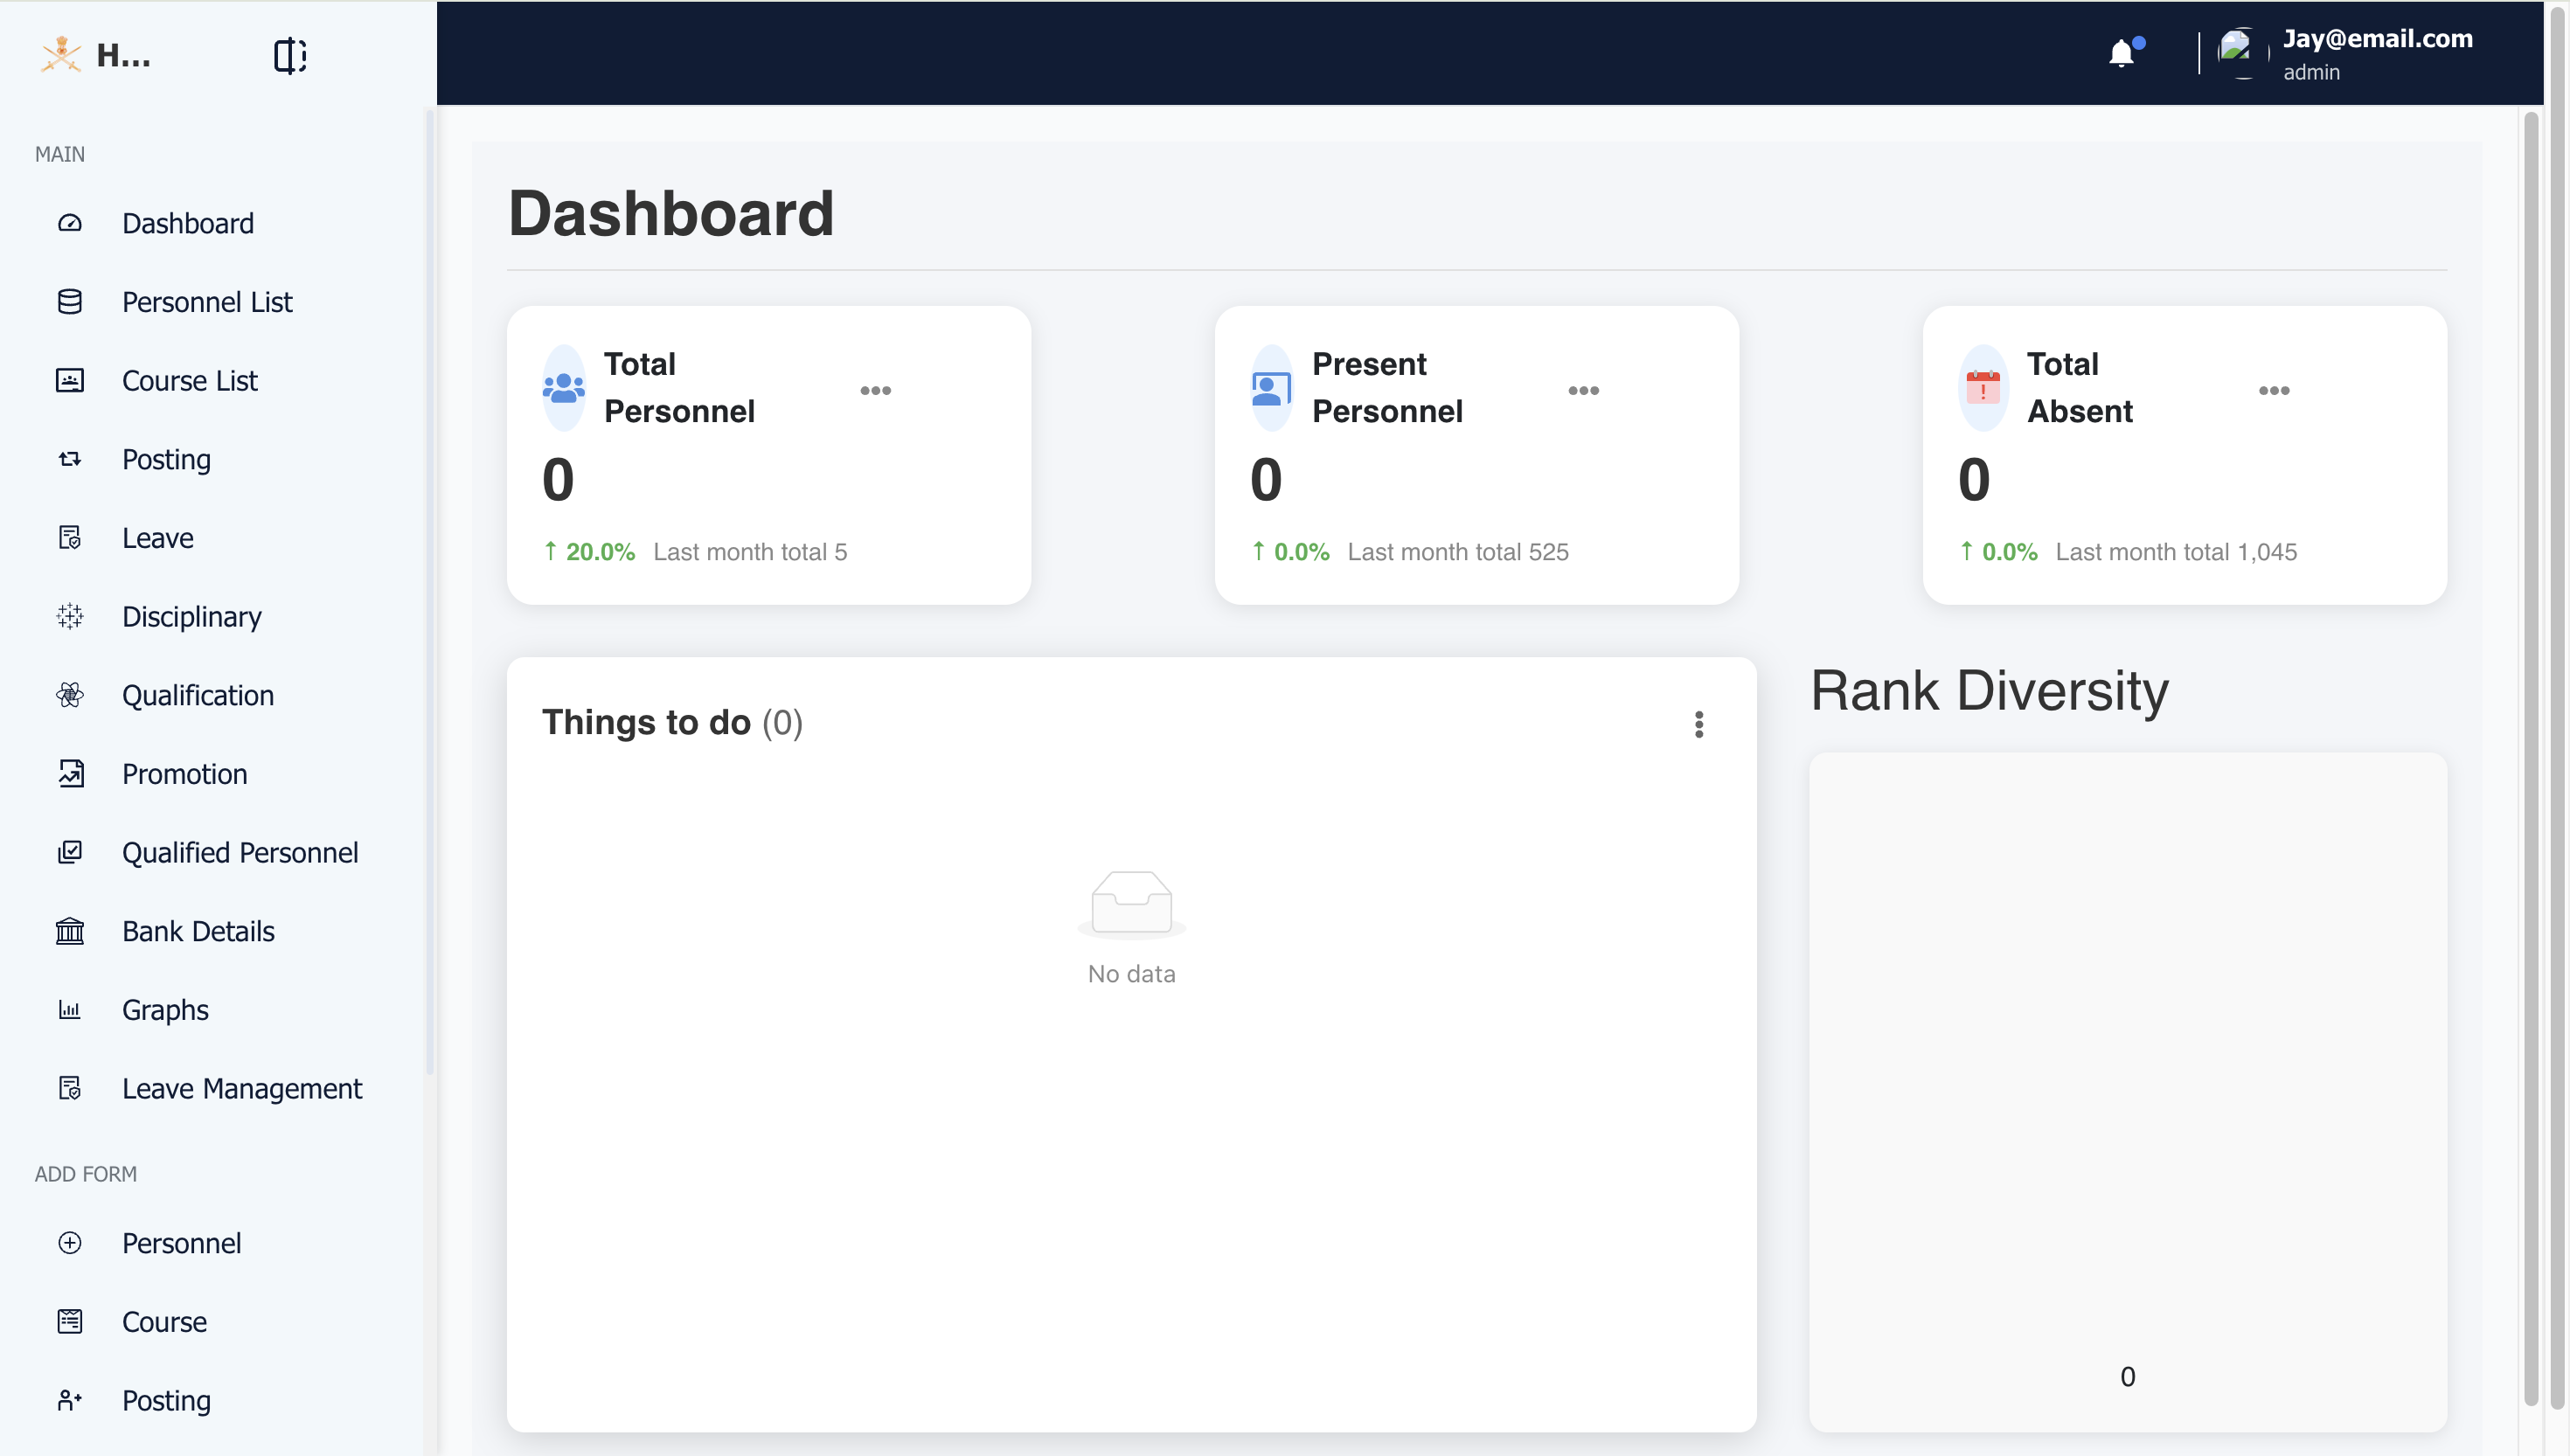 H...
Jay@email.com
admin
MAIN
Dashboard
Personnel List
Course List
Posting
Leave
Disciplinary
Qualification
Promotion
Qualified Personnel
Bank Details
Graphs
Leave Management
ADD FORM
Personnel
Course
Posting
Dashboard
Total
Personnel
0
↑ 20.0% Last month total 5
Present
Personnel
0
↑ 0.0% Last month total 525
Total
Absent
0
↑ 0.0% Last month total 1,045
Things to do (0)
No data
Rank Diversity
0